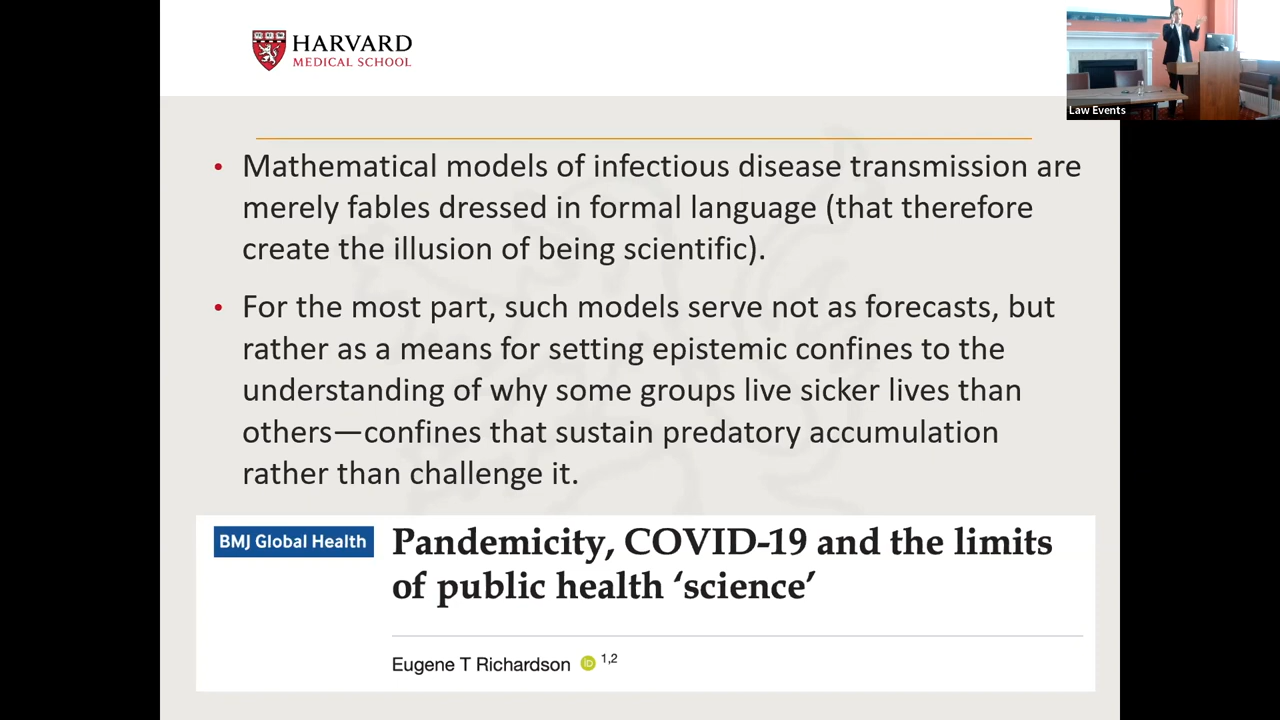 HARVARD
MEDICAL SCHOOL
Law Events
• Mathematical models of infectious disease transmission are
merely fables dressed in formal language (that therefore
create the illusion of being scientific).
• For the most part, such models serve not as forecasts, but
rather as a means for setting epistemic confines to the
understanding of why some groups live sicker lives than
others—confines that sustain predatory accumulation
rather than challenge it.
BMJ Global Health
Pandemicity, COVID-19 and the limits
of public health ‘science’
Eugene T Richardson iD 1,2